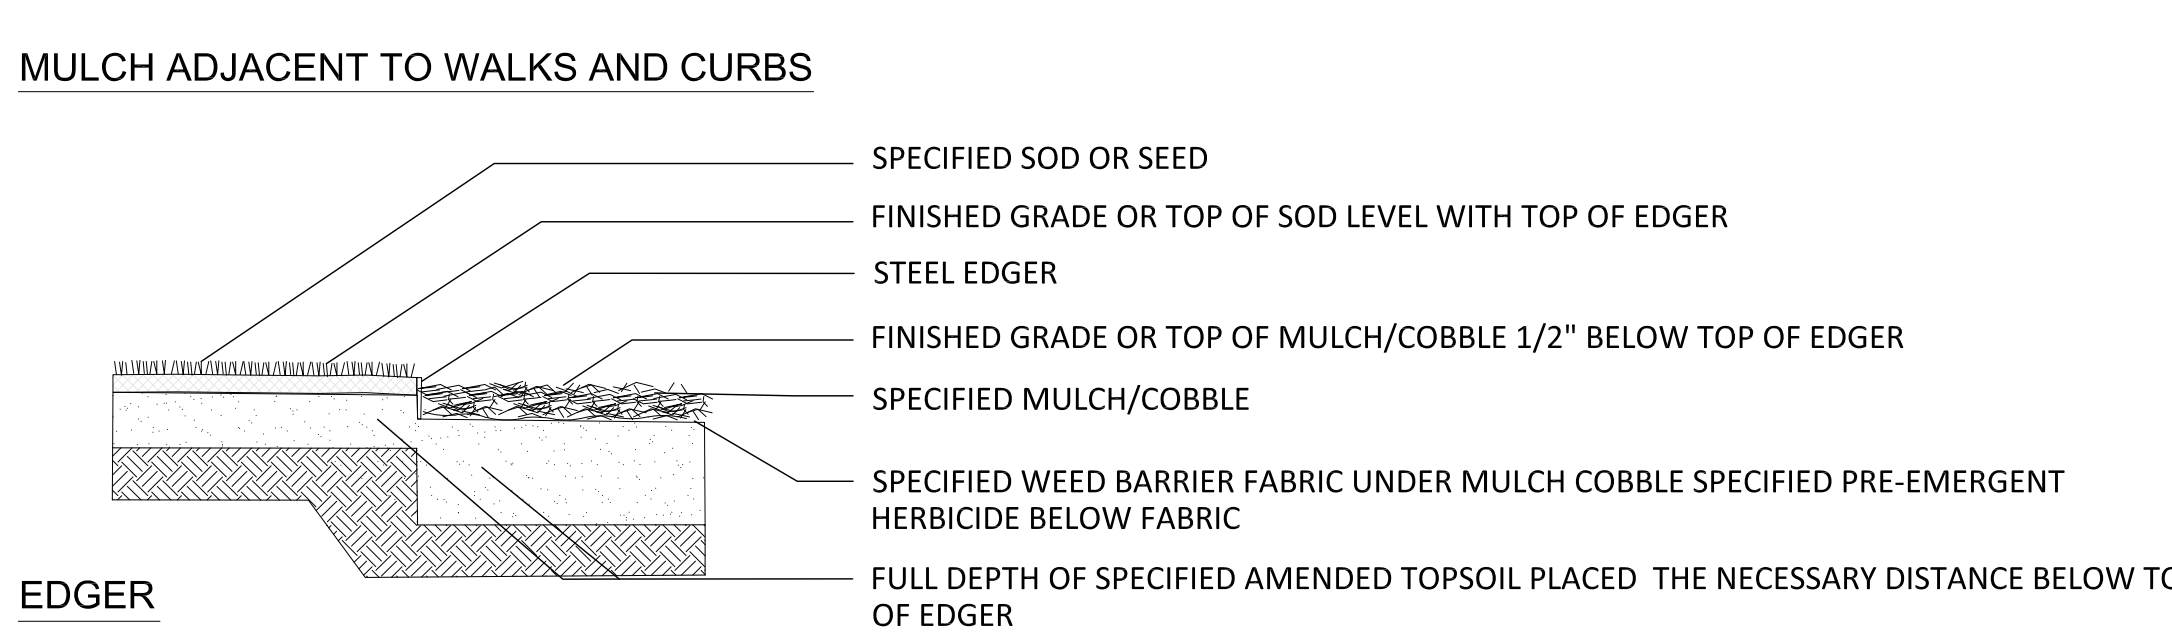 MULCH ADJACENT TO WALKS AND CURBS
SPECIFIED SOD OR SEED
FINISHED GRADE OR TOP OF SOD LEVEL WITH TOP OF EDGER
STEEL EDGER
FINISHED GRADE OR TOP OF MULCH/COBBLE 1/2" BELOW TOP OF EDGER
SPECIFIED MULCH/COBBLE
SPECIFIED WEED BARRIER FABRIC UNDER MULCH COBBLE SPECIFIED PRE-EMERGENT
HERBICIDE BELOW FABRIC
FULL DEPTH OF SPECIFIED AMENDED TOPSOIL PLACED  THE NECESSARY DISTANCE BELOW
OF EDGER
EDGER